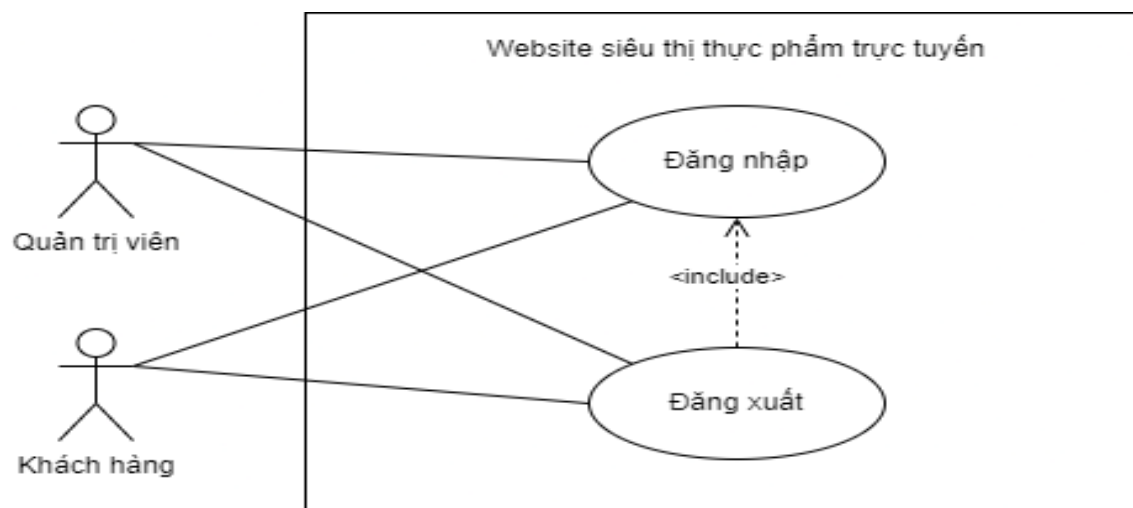 Website siêu thị thực phẩm trực tuyến
Đăng nhập
Quản trị viên
<include>
Đăng xuất
Khách hàng